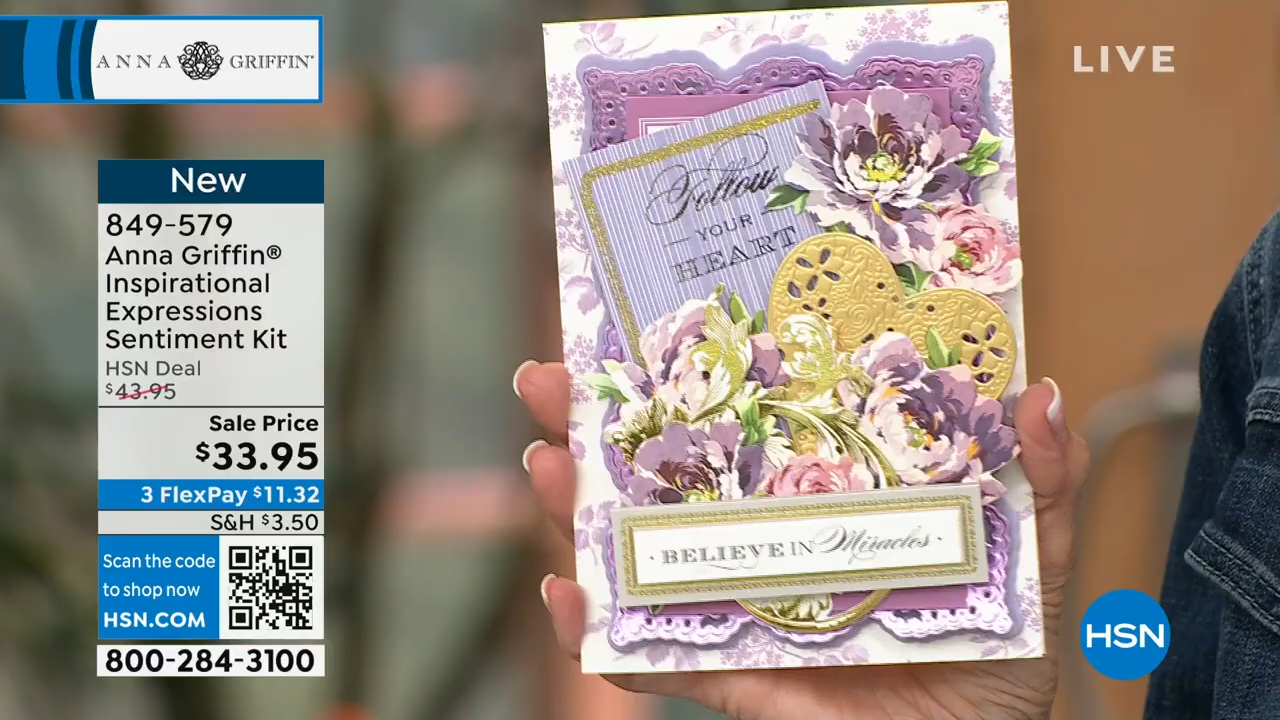 ANNA GRIFFIN
LIVE
New
849-579
Anna Griffin®
Inspirational
Expressions
Sentiment Kit
HSN Deal
$43.95
Sale Price
$33.95
3 FlexPay $11.32
S&H $3.50
Scan the code
to shop now
HSN.COM
800-284-3100
Follow
YOUR
HEART
· BELIEVE IN Miracles ·
HSN